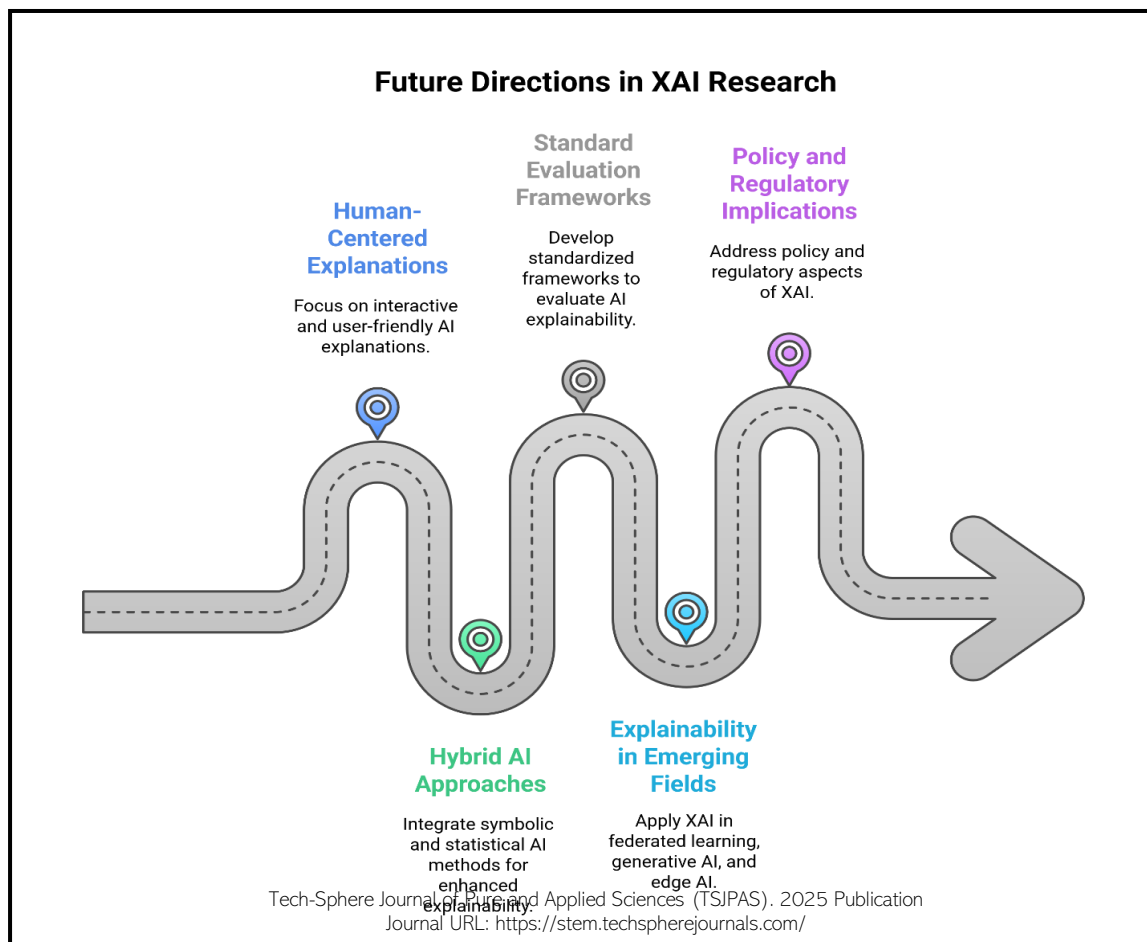 Future Directions in XAI Research
Human-
Centered
Explanations
Focus on interactive
and user-friendly AI
explanations.
Hybrid AI
Approaches
Integrate symbolic
and statistical AI
methods for
enhanced
explainability.
Standard
Evaluation
Frameworks
Develop
standardized
frameworks to
evaluate AI
explainability.
Explainability
in Emerging
Fields
Apply XAI in
federated learning,
generative AI, and
edge AI.
Policy and
Regulatory
Implications
Address policy and
regulatory aspects
of XAI.
Tech-Sphere Journal of Pure and Applied Sciences (TSJPAS). 2025 Publication
Journal URL: https://stem.techspherejournals.com/